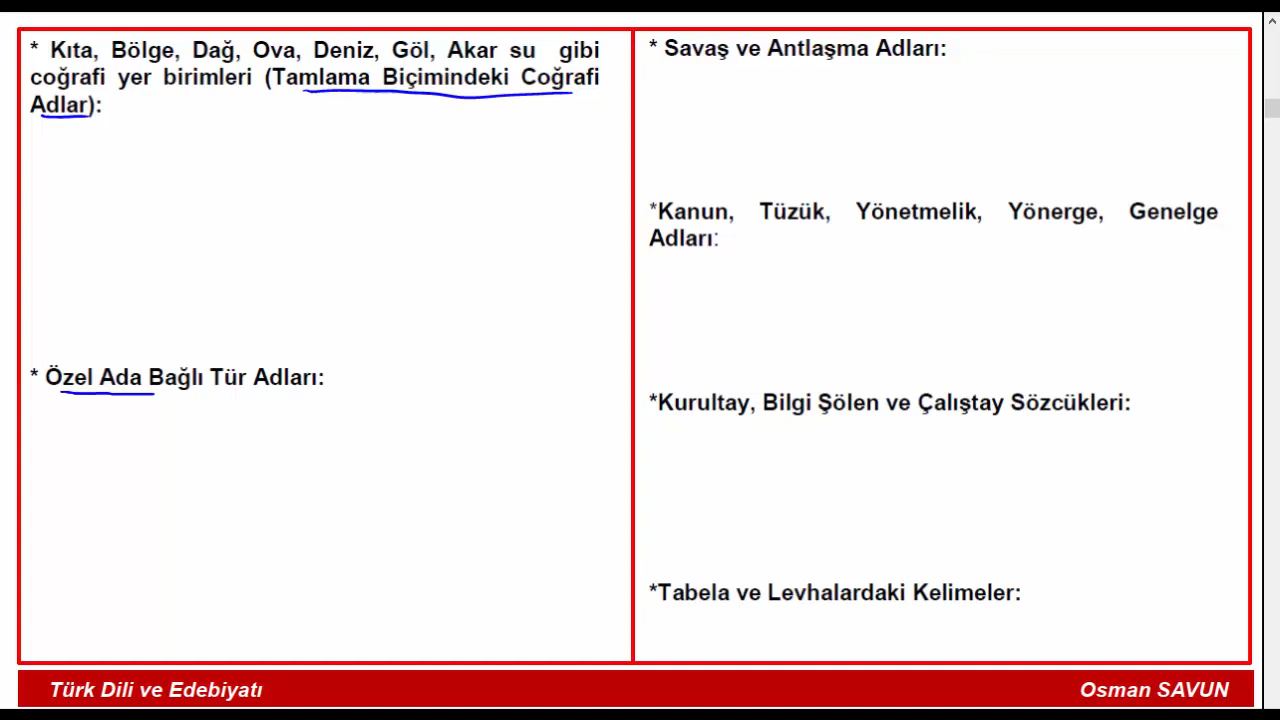 * Kıta, Bölge, Dağ, Ova, Deniz, Göl, Akar su gibi
coğrafi yer birimleri (Tamlama Biçimindeki Coğrafi
Adlar):
* Özel Ada Bağlı Tür Adları:
* Savaş ve Antlaşma Adları:
*Kanun, Tüzük, Yönetmelik, Yönerge, Genelge
Adları:
*Kurultay, Bilgi Şölen ve Çalıştay Sözcükleri:
*Tabela ve Levhalardaki Kelimeler:
Türk Dili ve Edebiyatı
Osman SAVUN